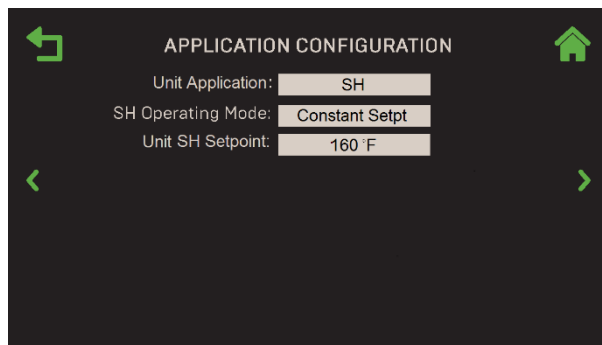 APPLICATION CONFIGURATION
Unit Application: SH
SH Operating Mode: Constant Setpt
Unit SH Setpoint: 160 °F